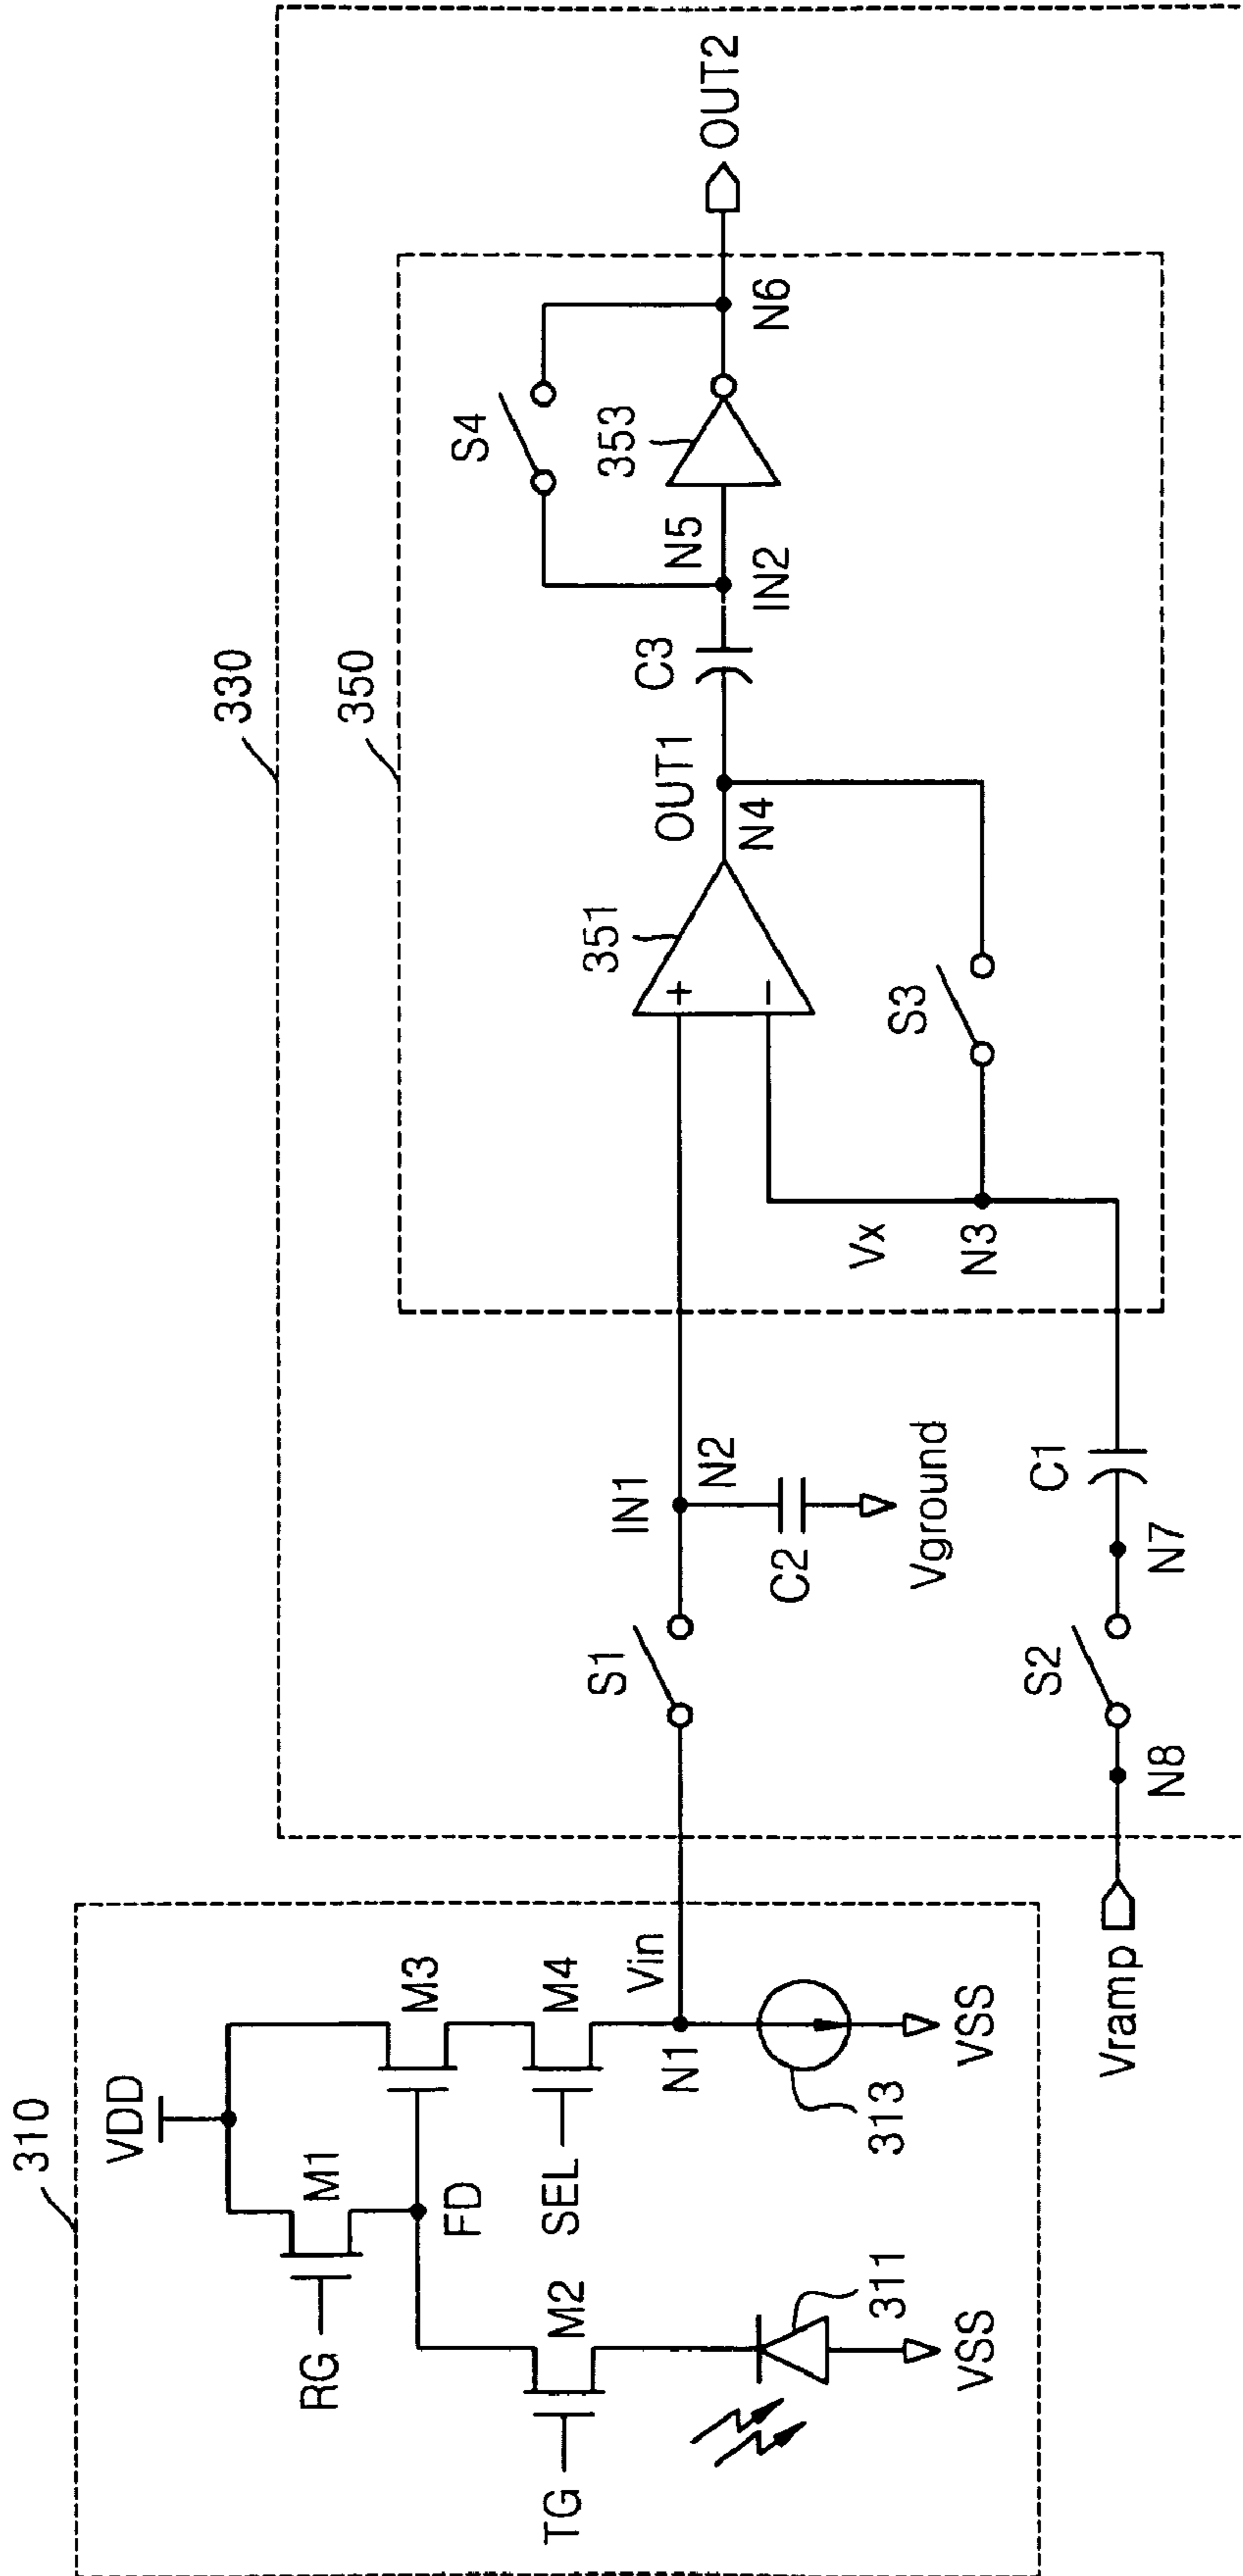 310
VDD
RG
M1
M3
FD
SEL
M4
TG
M2
Vin
N1
311
313
VSS
VSS
330
350
S1
IN1
N2
C2
Vground
Vramp
N8
S2
N7
C1
351
+
−
Vx
N3
S3
OUT1
N4
C3
N5
IN2
S4
353
N6
OUT2